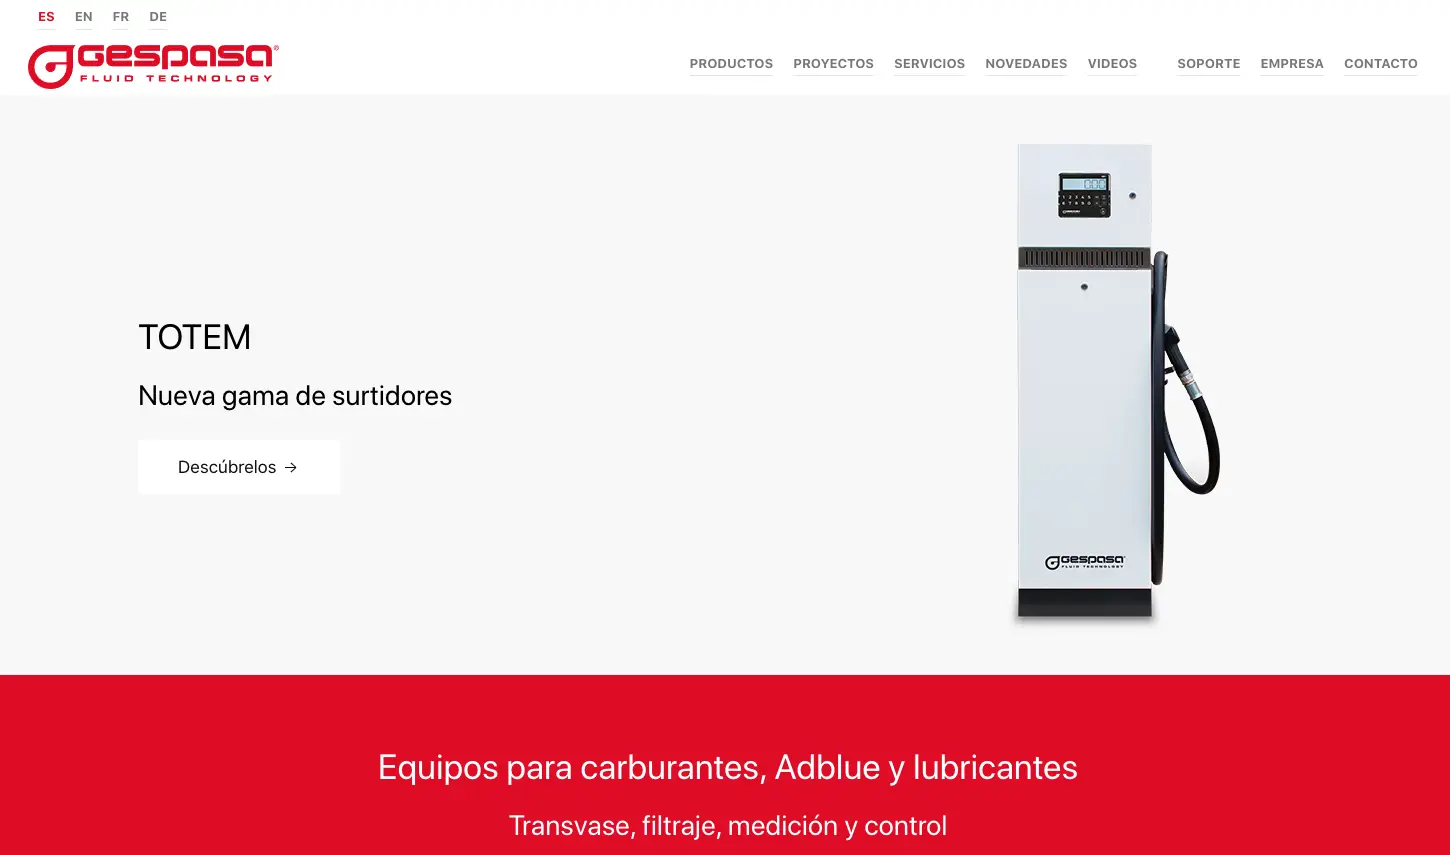 ES EN FR DE
GESPASA®
FLUID TECHNOLOGY
PRODUCTOS PROYECTOS SERVICIOS NOVEDADES VIDEOS SOPORTE EMPRESA CONTACTO
TOTEM
Nueva gama de surtidores
Descúbrelos →
GESPASA
FLUID TECHNOLOGY
Equipos para carburantes, Adblue y lubricantes
Transvase, filtraje, medición y control